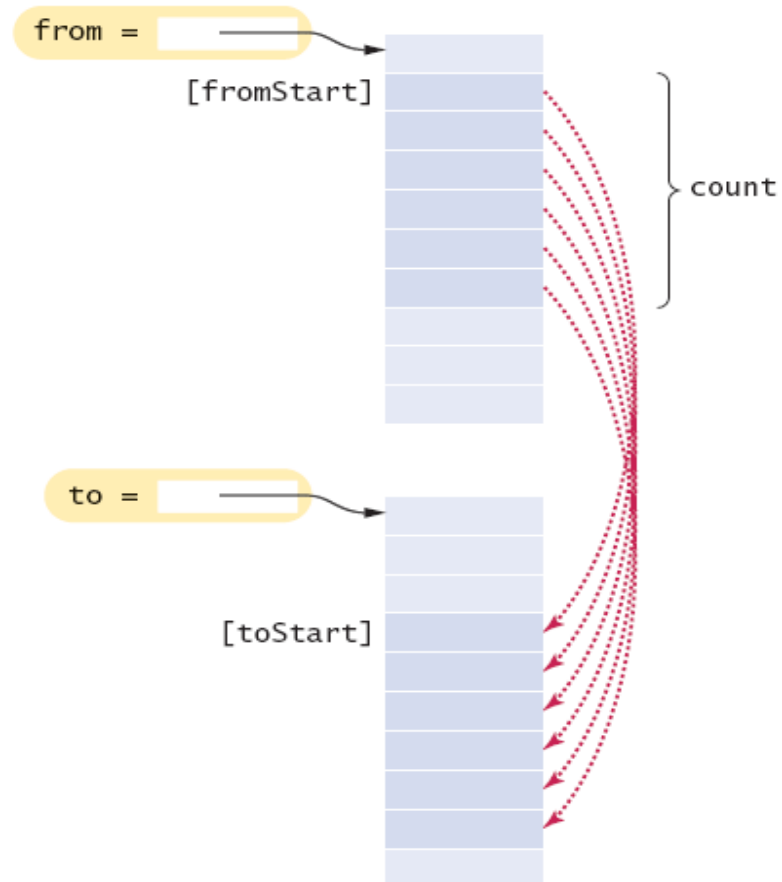 from =
[fromStart]
count
to =
[toStart]